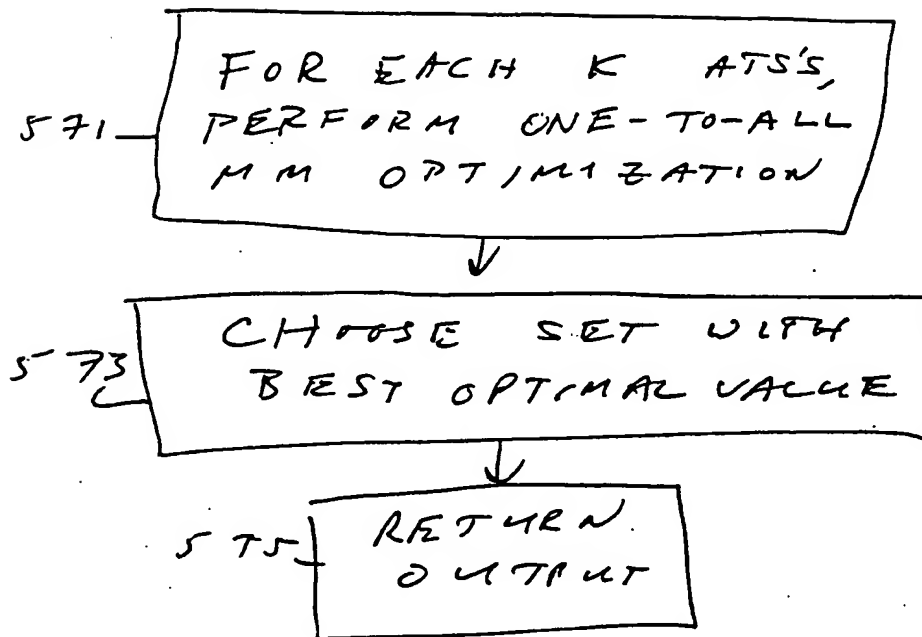 571
FOR EACH K ATS'S,
PERFORM ONE-TO-ALL
MM OPTIMIZATION
573
CHOOSE SET WITH
BEST OPTIMAL VALUE
575
RETURN
OUTPUT